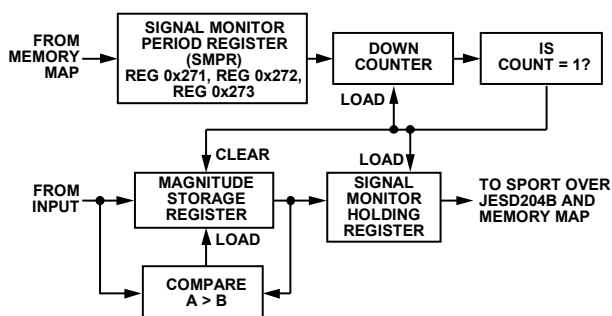 FROM
MEMORY
MAP
SIGNAL MONITOR
PERIOD REGISTER
(SMPR)
REG 0x271, REG 0x272,
REG 0x273
DOWN
COUNTER
IS
COUNT = 1?
LOAD
CLEAR
LOAD
FROM
INPUT
MAGNITUDE
STORAGE
REGISTER
SIGNAL
MONITOR
HOLDING
REGISTER
TO SPORT OVER
JESD204B AND
MEMORY MAP
LOAD
COMPARE
A > B